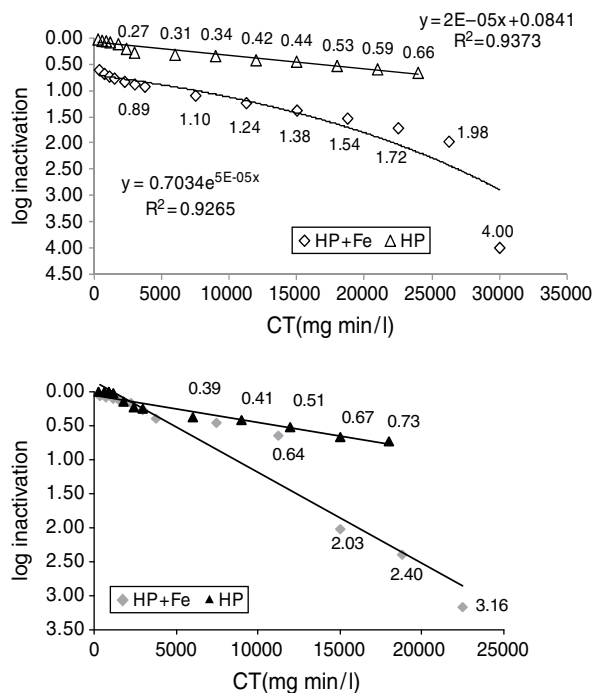 y=2E-05x+0.0841
R²=0.9373
0.00
0.50
1.00
1.50
2.00
2.50
3.00
3.50
4.00
4.50
log inactivation
0.27 0.31 0.34 0.42 0.44 0.53 0.59 0.66
0.89 1.10 1.24 1.38 1.54 1.72 1.98 4.00
y = 0.7034e^5E-05x
R² = 0.9265
HP+Fe HP
0 5000 10000 15000 20000 25000 30000 35000
CT(mg min/l)
0.00
0.50
1.00
1.50
2.00
2.50
3.00
3.50
log inactivation
0.39 0.41 0.51 0.67 0.73
0.64
2.03
2.40
3.16
HP+Fe HP
0 5000 10000 15000 20000 25000
CT(mg min/l)